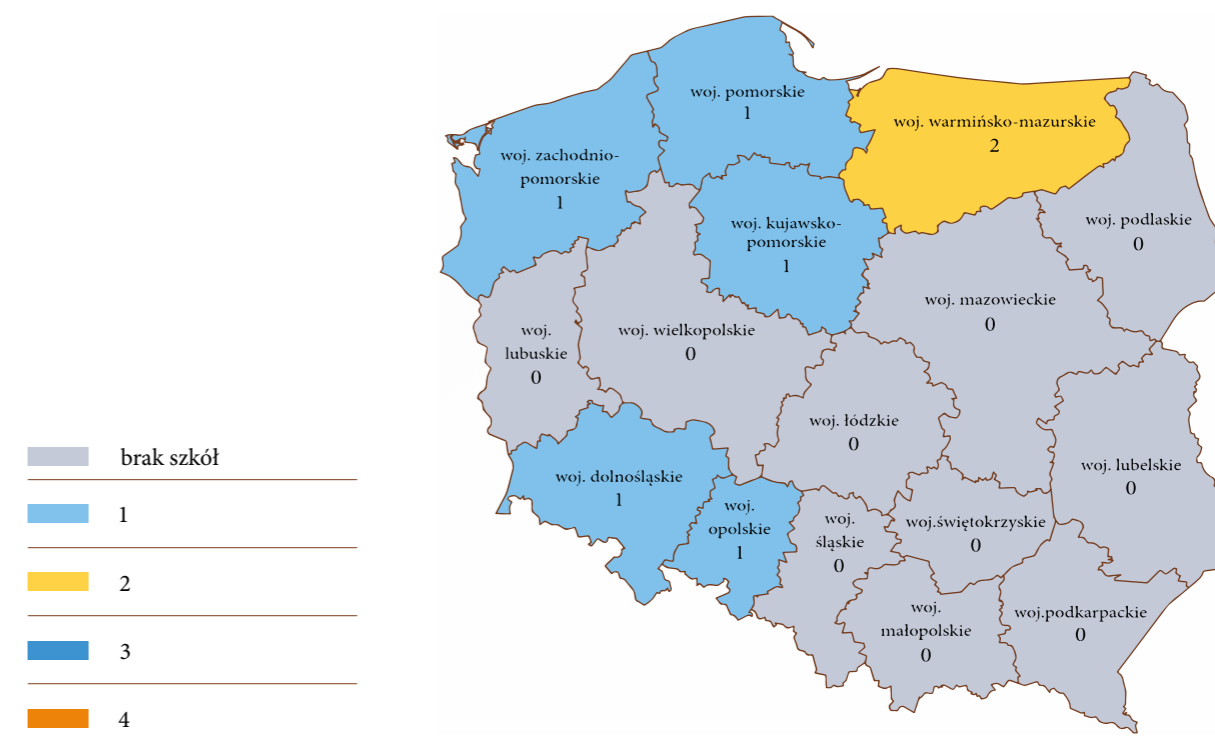 woj. pomorskie
1
woj. warmińsko-mazurskie
2
woj. zachodnio-
pomorskie
1
woj. podlaskie
0
woj. kujawsko-
pomorskie
1
woj. mazowieckie
0
woj.
lubuskie
0
woj. wielkopolskie
0
woj. łódzkie
0
woj. lubelskie
0
woj. dolnośląskie
1
woj.
opolskie
1
woj.
śląskie
0
woj.świętokrzyskie
0
woj.
małopolskie
0
woj.podkarpackie
0
brak szkół
1
2
3
4